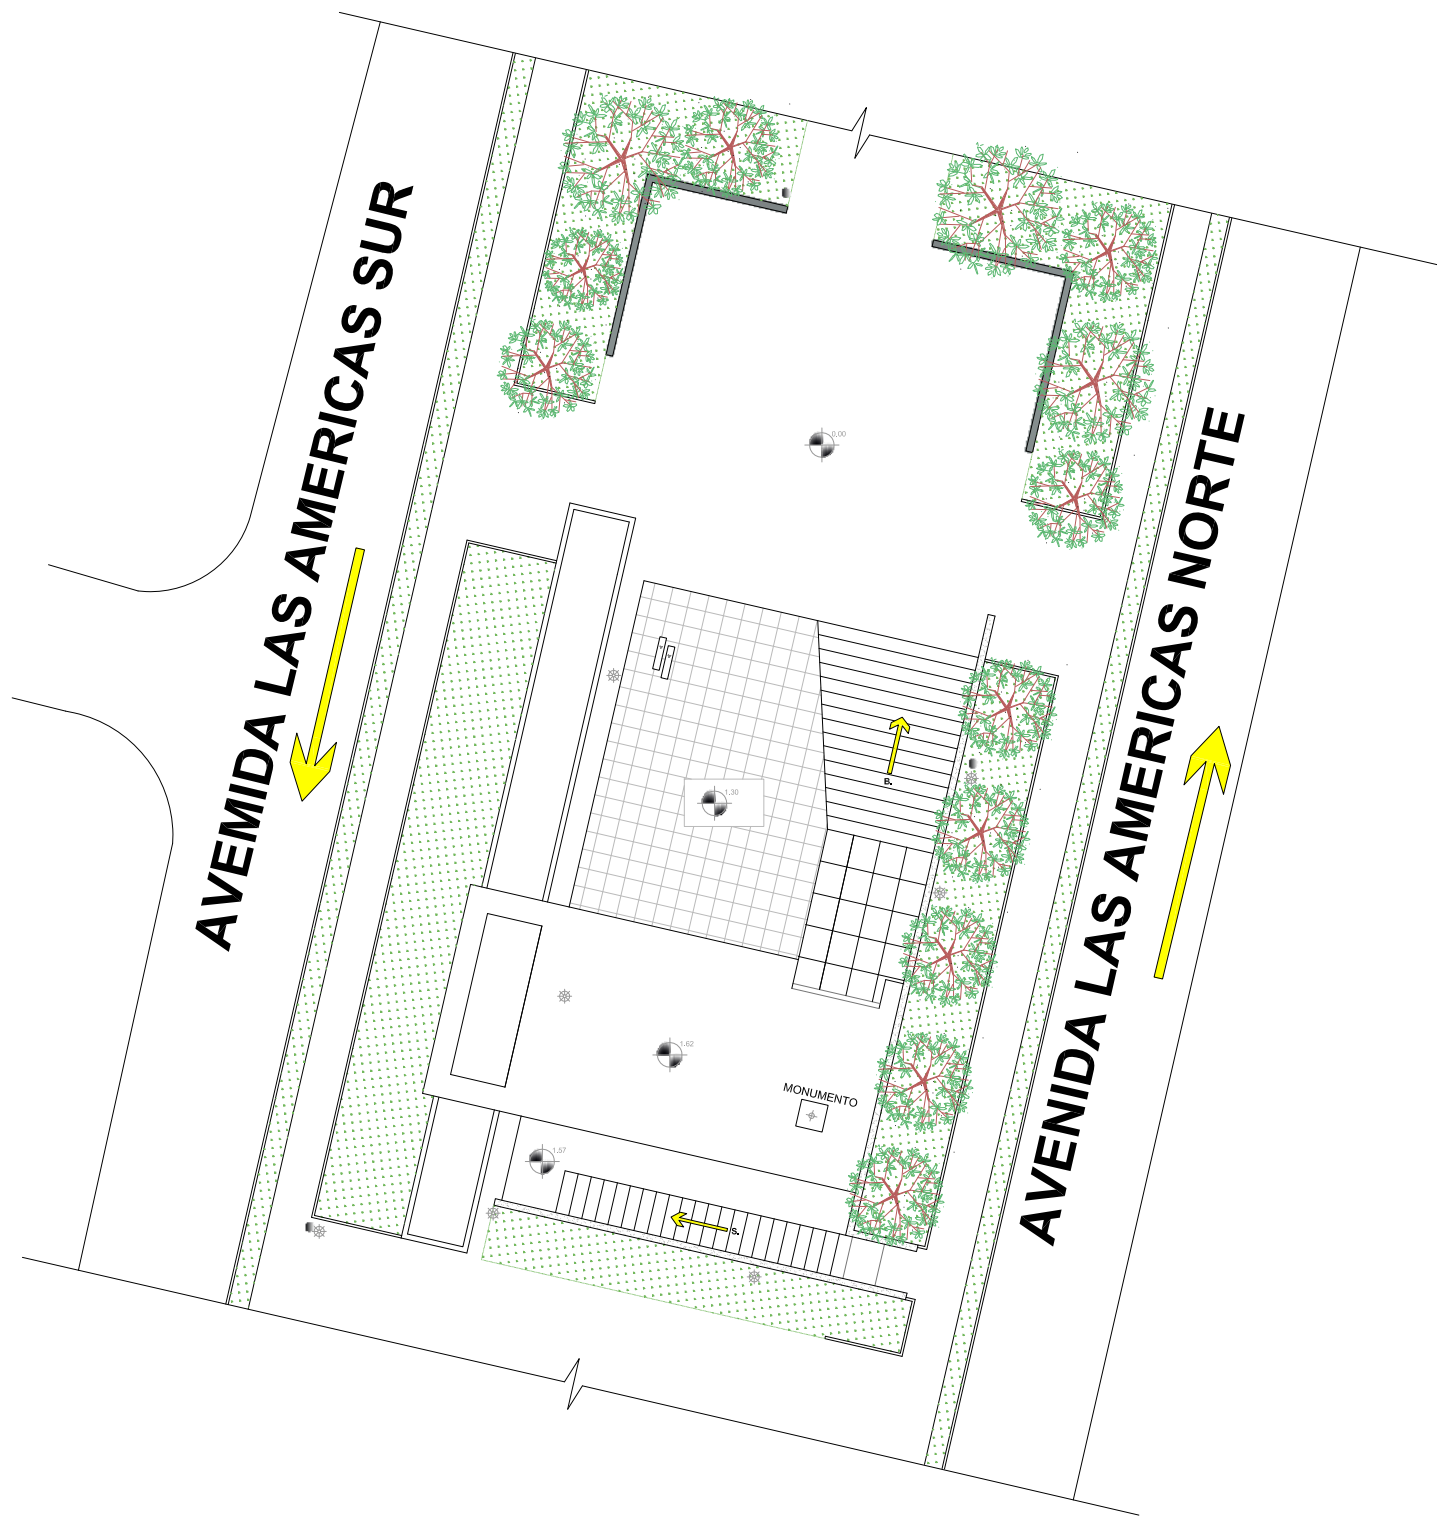 AVEMIDA LAS AMERICAS SUR
AVENIDA LAS AMERICAS NORTE
0.00
B.
1.30
1.62
MONUMENTO
1.57
S.